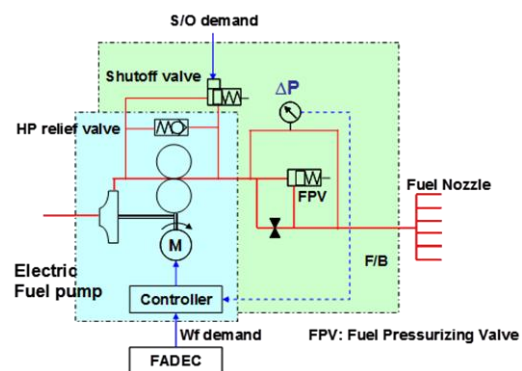 S/O demand
Shutoff valve
ΔP
HP relief valve
FPV
Fuel Nozzle
M
F/B
Electric
Fuel pump
Controller
Wf demand
FPV: Fuel Pressurizing Valve
FADEC